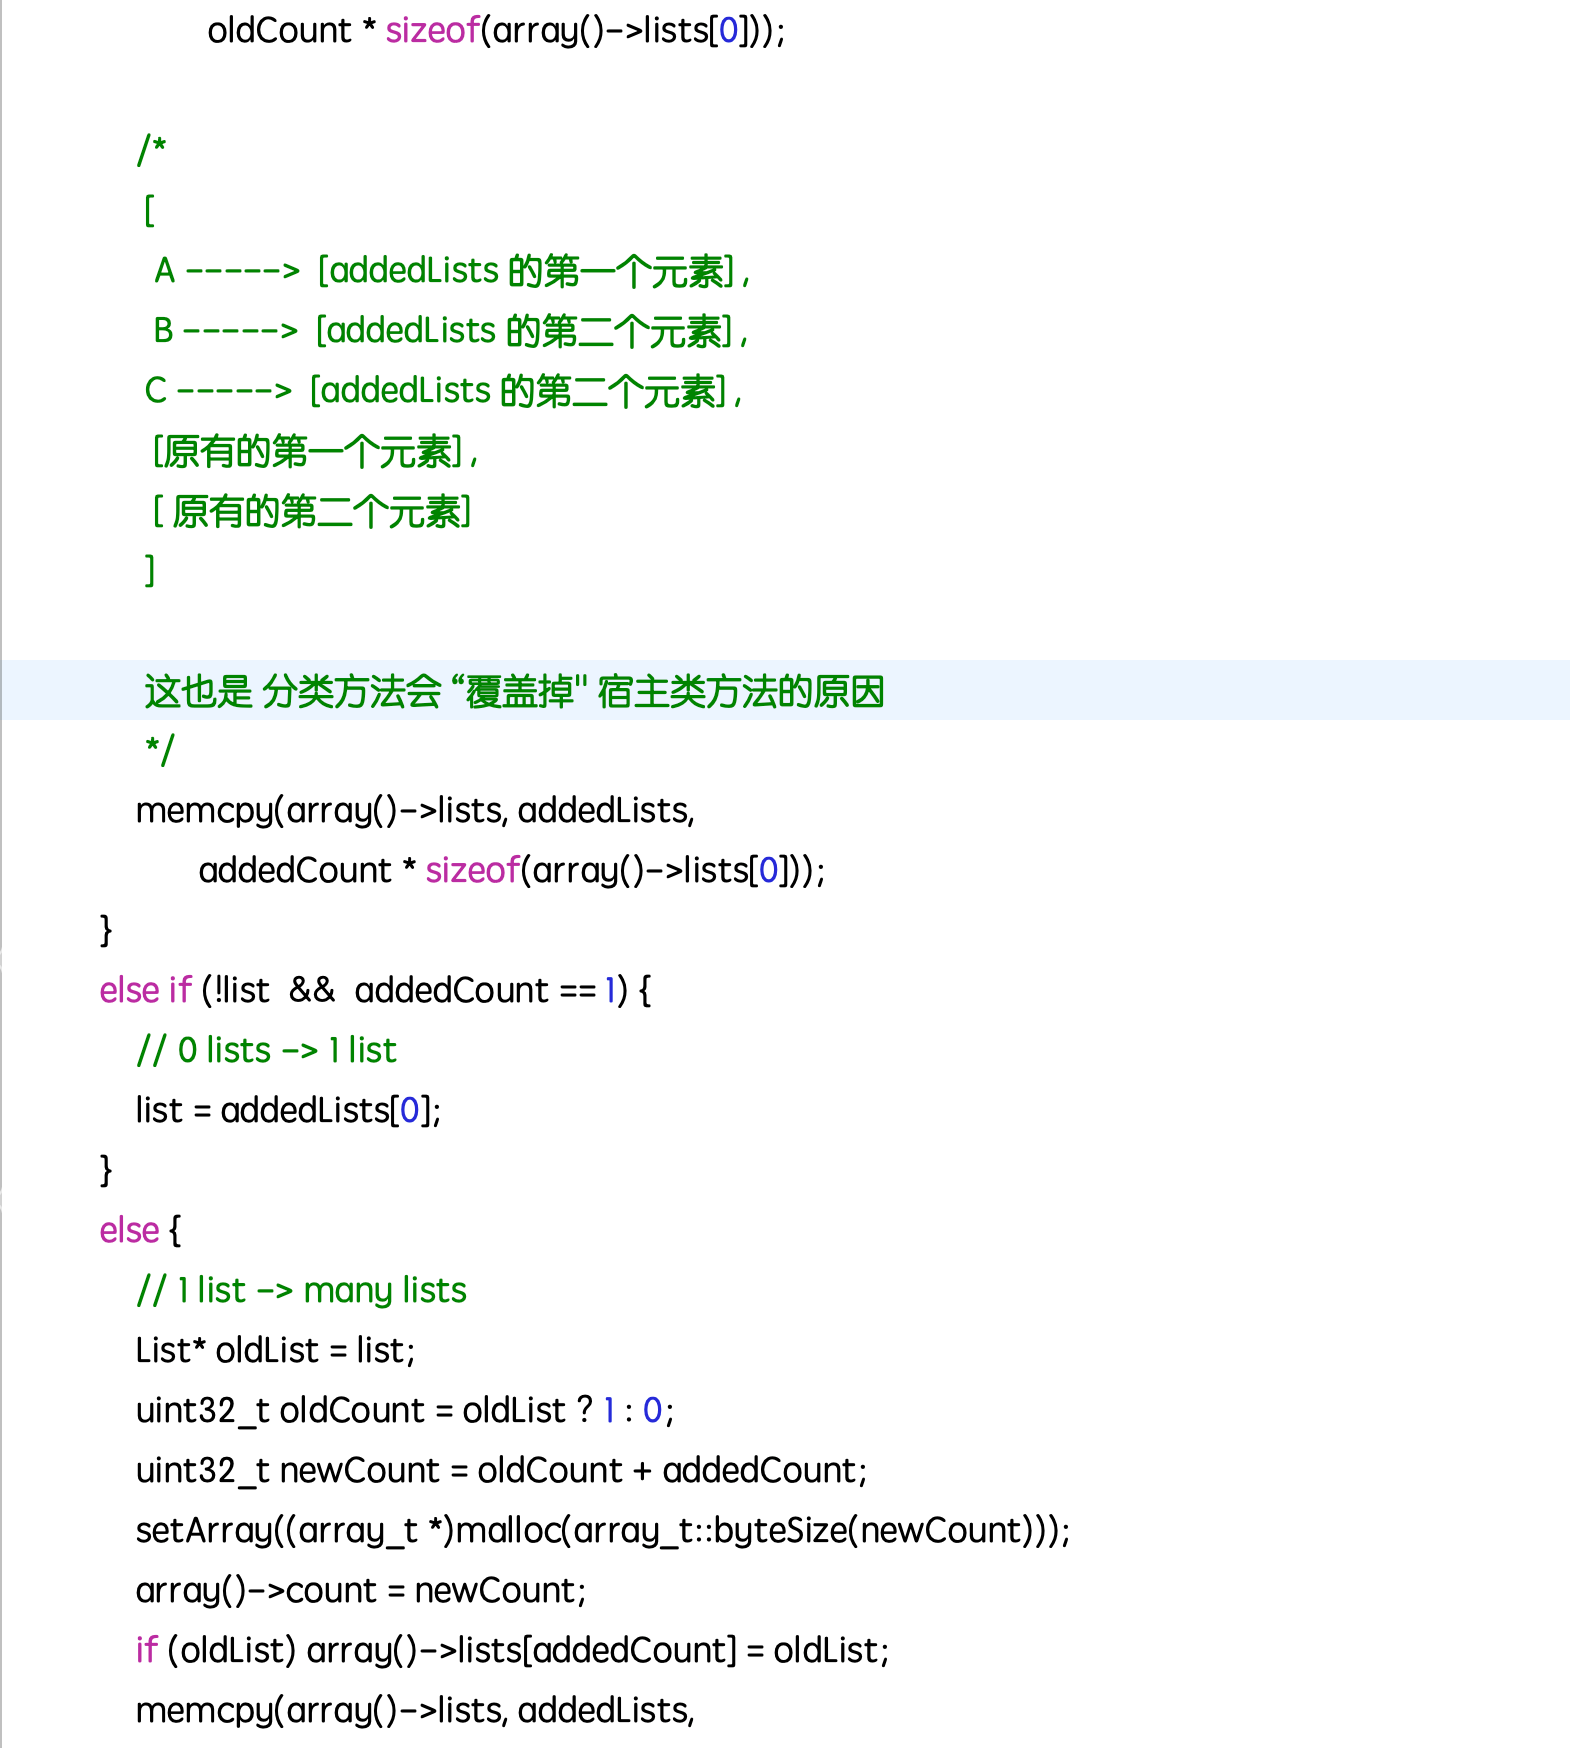 oldCount * sizeof(array()->lists[0]));
/*
[
A -----> [addedLists 的第一个元素],
B -----> [addedLists 的第二个元素],
C -----> [addedLists 的第二个元素],
[原有的第一个元素],
[ 原有的第二个元素]
]
这也是 分类方法会 “覆盖掉" 宿主类方法的原因
*/
memcpy(array()->lists, addedLists,
addedCount * sizeof(array()->lists[0]));
}
else if (!list  &&  addedCount == 1) {
// 0 lists -> 1 list
list = addedLists[0];
}
else {
// 1 list -> many lists
List* oldList = list;
uint32_t oldCount = oldList ? 1 : 0;
uint32_t newCount = oldCount + addedCount;
setArray((array_t *)malloc(array_t::byteSize(newCount)));
array()->count = newCount;
if (oldList) array()->lists[addedCount] = oldList;
memcpy(array()->lists, addedLists,